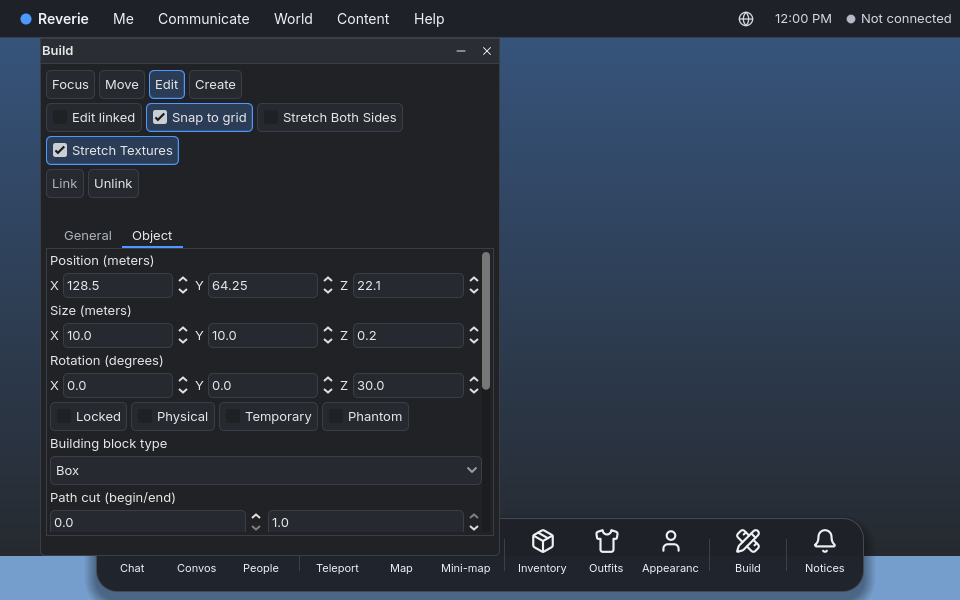 Reverie Me Communicate World Content Help 12:00 PM Not connected
Build
Focus Move Edit Create
Edit linked Snap to grid Stretch Both Sides
Stretch Textures
Link Unlink
General Object
Position (meters)
X 128.5 Y 64.25 Z 22.1
Size (meters)
X 10.0 Y 10.0 Z 0.2
Rotation (degrees)
X 0.0 Y 0.0 Z 30.0
Locked Physical Temporary Phantom
Building block type
Box
Path cut (begin/end)
0.0 1.0
Chat Convos People Teleport Map Mini-map Inventory Outfits Appearanc Build Notices